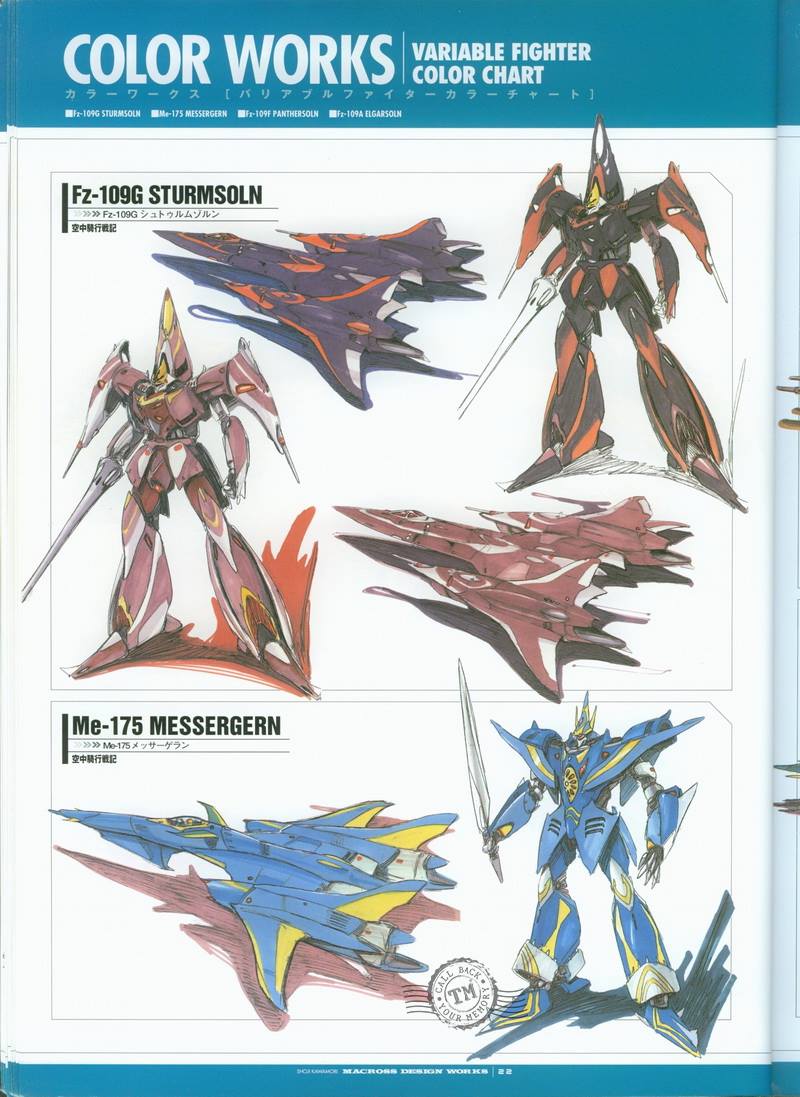 COLOR WORKS
VARIABLE FIGHTER
COLOR CHART
カラーワークス [バリアブルファイターカラーチャート]
■Fz-109G STURMSOLN ■Me-175 MESSERGERN ■Fz-109F PANTHERSOLN ■Fz-109A ELGARSOLN
Fz-109G STURMSOLN
>>>> Fz-109G シュトゥルムゾルン
空中騎行戦記
Me-175 MESSERGERN
>>>> Me-175 メッサーゲラン
空中騎行戦記
CALL BACK
TM
YOUR MEMORY
SHOJI KAWAMORI MACROSS DESIGN WORKS | 22